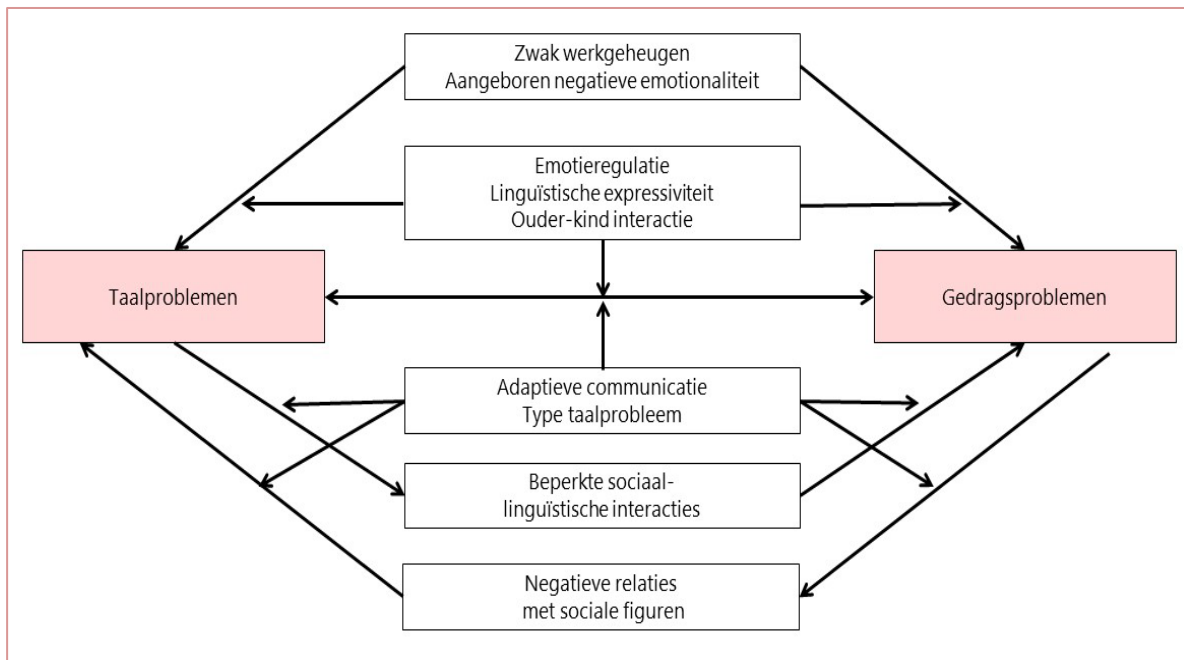 Zwak werkgeheugen
Aangeboren negatieve emotionaliteit
Emotieregulatie
Linguïstische expressiviteit
Ouder-kind interactie
Taalproblemen
Gedragsproblemen
Adaptieve communicatie
Type taalprobleem
Beperkte sociaal-
linguïstische interacties
Negatieve relaties
met sociale figuren